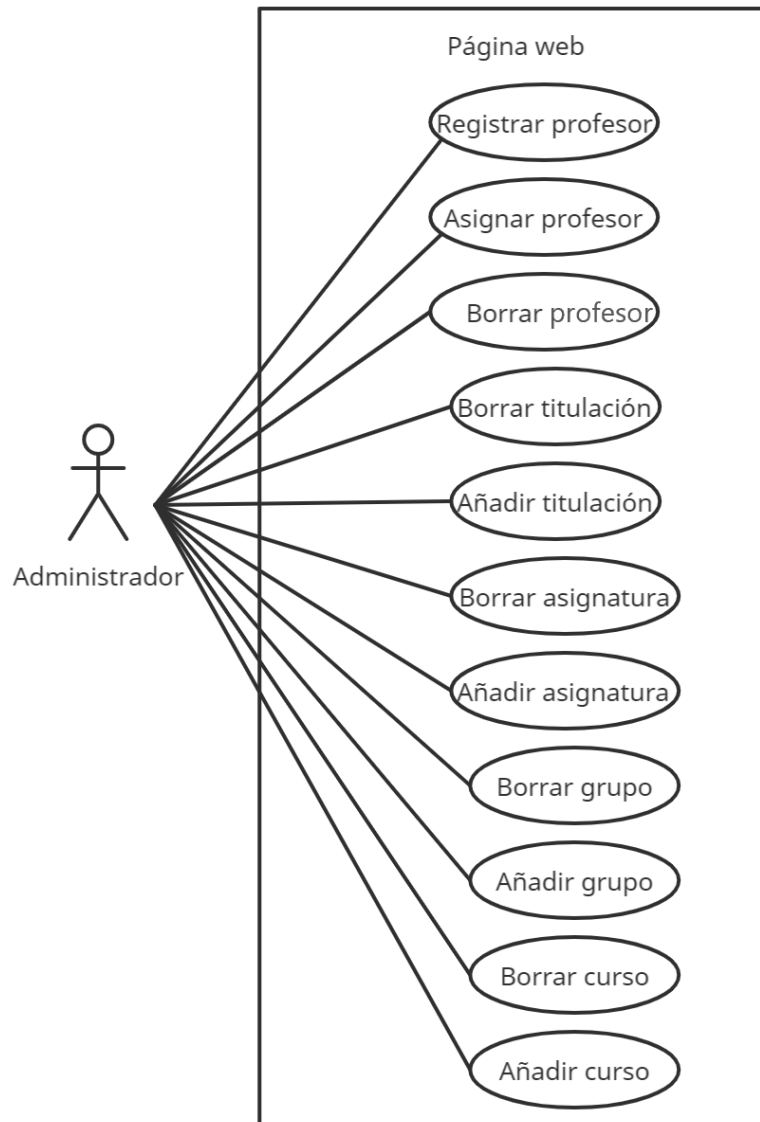 Página web
Registrar profesor
Asignar profesor
Borrar profesor
Borrar titulación
Añadir titulación
Administrador
Borrar asignatura
Añadir asignatura
Borrar grupo
Añadir grupo
Borrar curso
Añadir curso